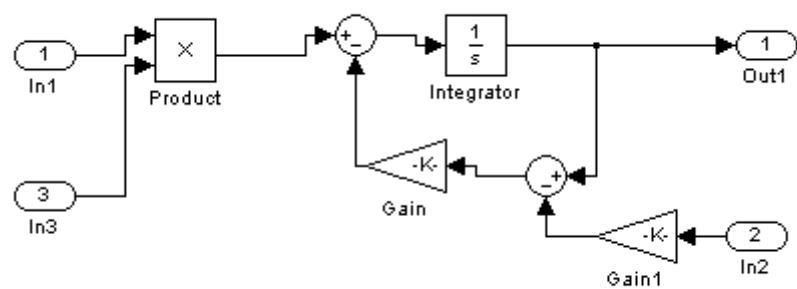 1
In1
3
In3
×
Product
+
−
1
s
Integrator
1
Out1
-K-
Gain
−
+
-K-
Gain1
2
In2